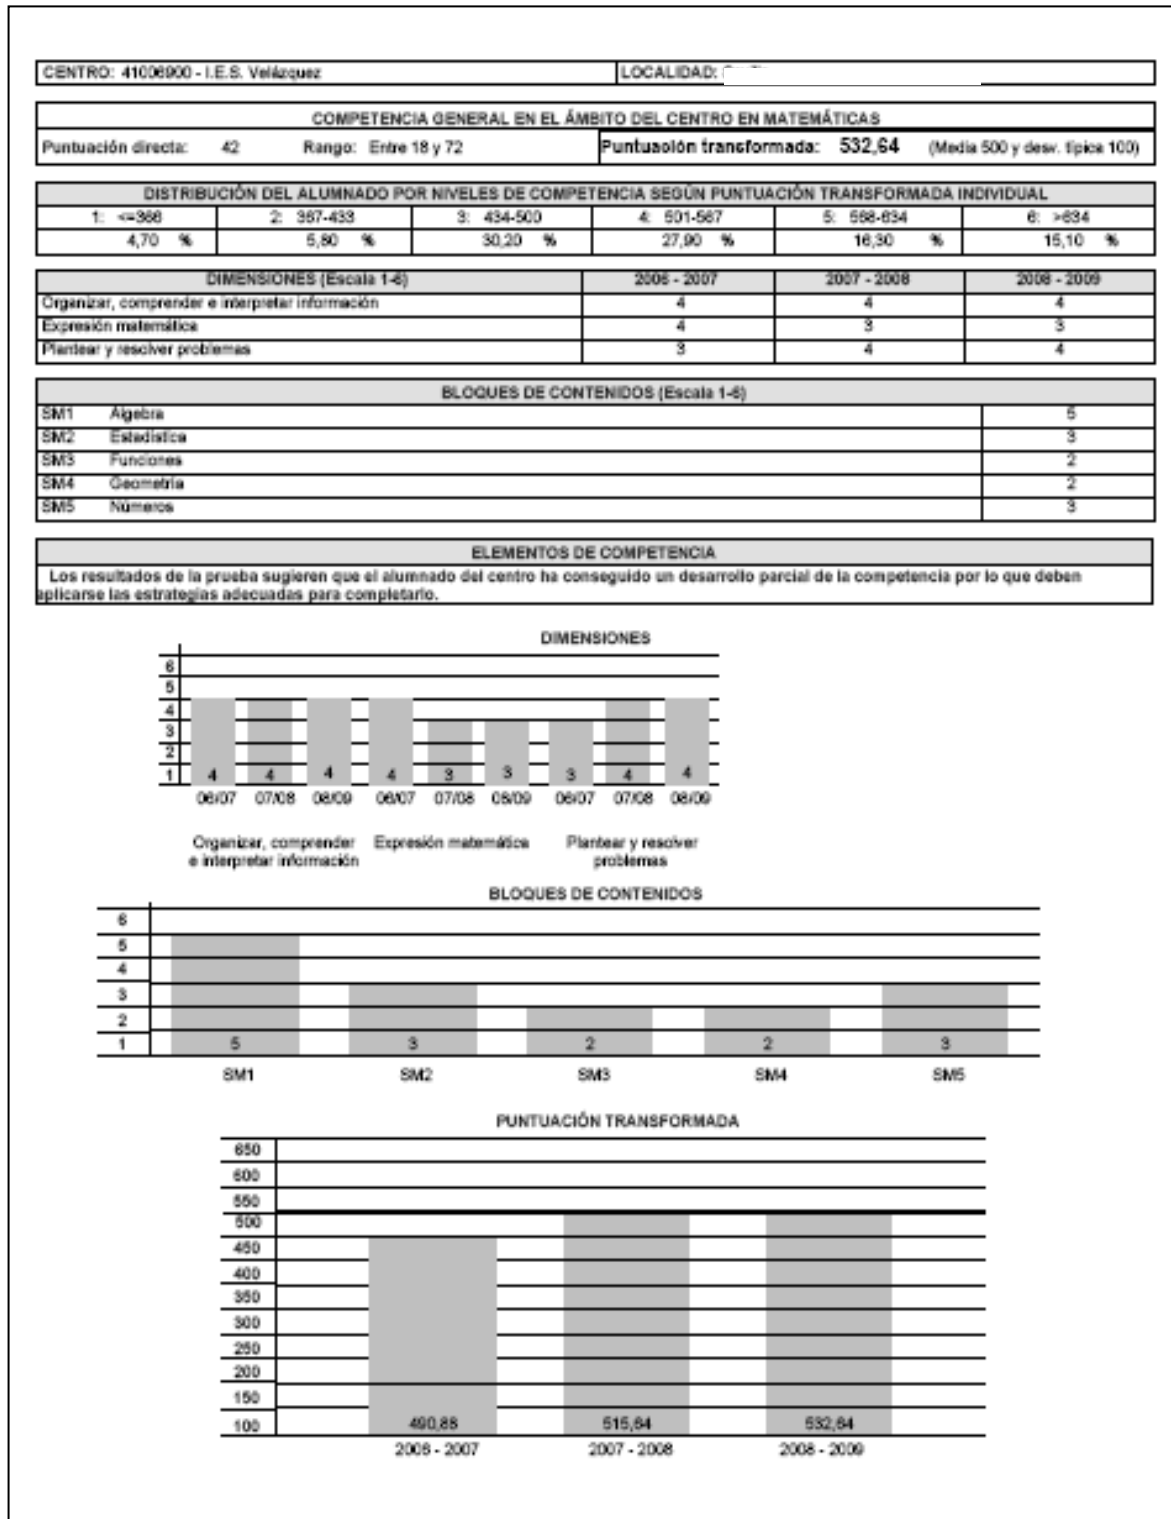 CENTRO: 41006900 - I.E.S. Velázquez LOCALIDAD:
COMPETENCIA GENERAL EN EL ÁMBITO DEL CENTRO EN MATEMÁTICAS
Puntuación directa: 42 Rango: Entre 18 y 72 Puntuación transformada: 532,64 (Media 500 y desv. típica 100)
DISTRIBUCIÓN DEL ALUMNADO POR NIVELES DE COMPETENCIA SEGÚN PUNTUACIÓN TRANSFORMADA INDIVIDUAL
1: <=366 2: 367-433 3: 434-500 4: 501-567 5: 568-634 6: >634
4,70 % 5,80 % 30,20 % 27,90 % 16,30 % 15,10 %
DIMENSIONES (Escala 1-6) 2006 - 2007 2007 - 2008 2008 - 2009
Organizar, comprender e interpretar información 4 4 4
Expresión matemática 4 3 3
Plantear y resolver problemas 3 4 4
BLOQUES DE CONTENIDOS (Escala 1-6)
SM1 Álgebra 5
SM2 Estadística 3
SM3 Funciones 2
SM4 Geometría 2
SM5 Números 3
ELEMENTOS DE COMPETENCIA
Los resultados de la prueba sugieren que el alumnado del centro ha conseguido un desarrollo parcial de la competencia por lo que deben
aplicarse las estrategias adecuadas para completarlo.
DIMENSIONES
6
5
4
3
2
1 4 4 4 4 3 3 3 4 4
06/07 07/08 08/09 06/07 07/08 08/09 06/07 07/08 08/09
Organizar, comprender Expresión matemática Plantear y resolver
e interpretar información problemas
BLOQUES DE CONTENIDOS
6
5
4
3
2
1 5 3 2 2 3
SM1 SM2 SM3 SM4 SM5
PUNTUACIÓN TRANSFORMADA
650
600
550
500
450
400
350
300
250
200
150
100 490,88 515,64 532,64
2006 - 2007 2007 - 2008 2008 - 2009